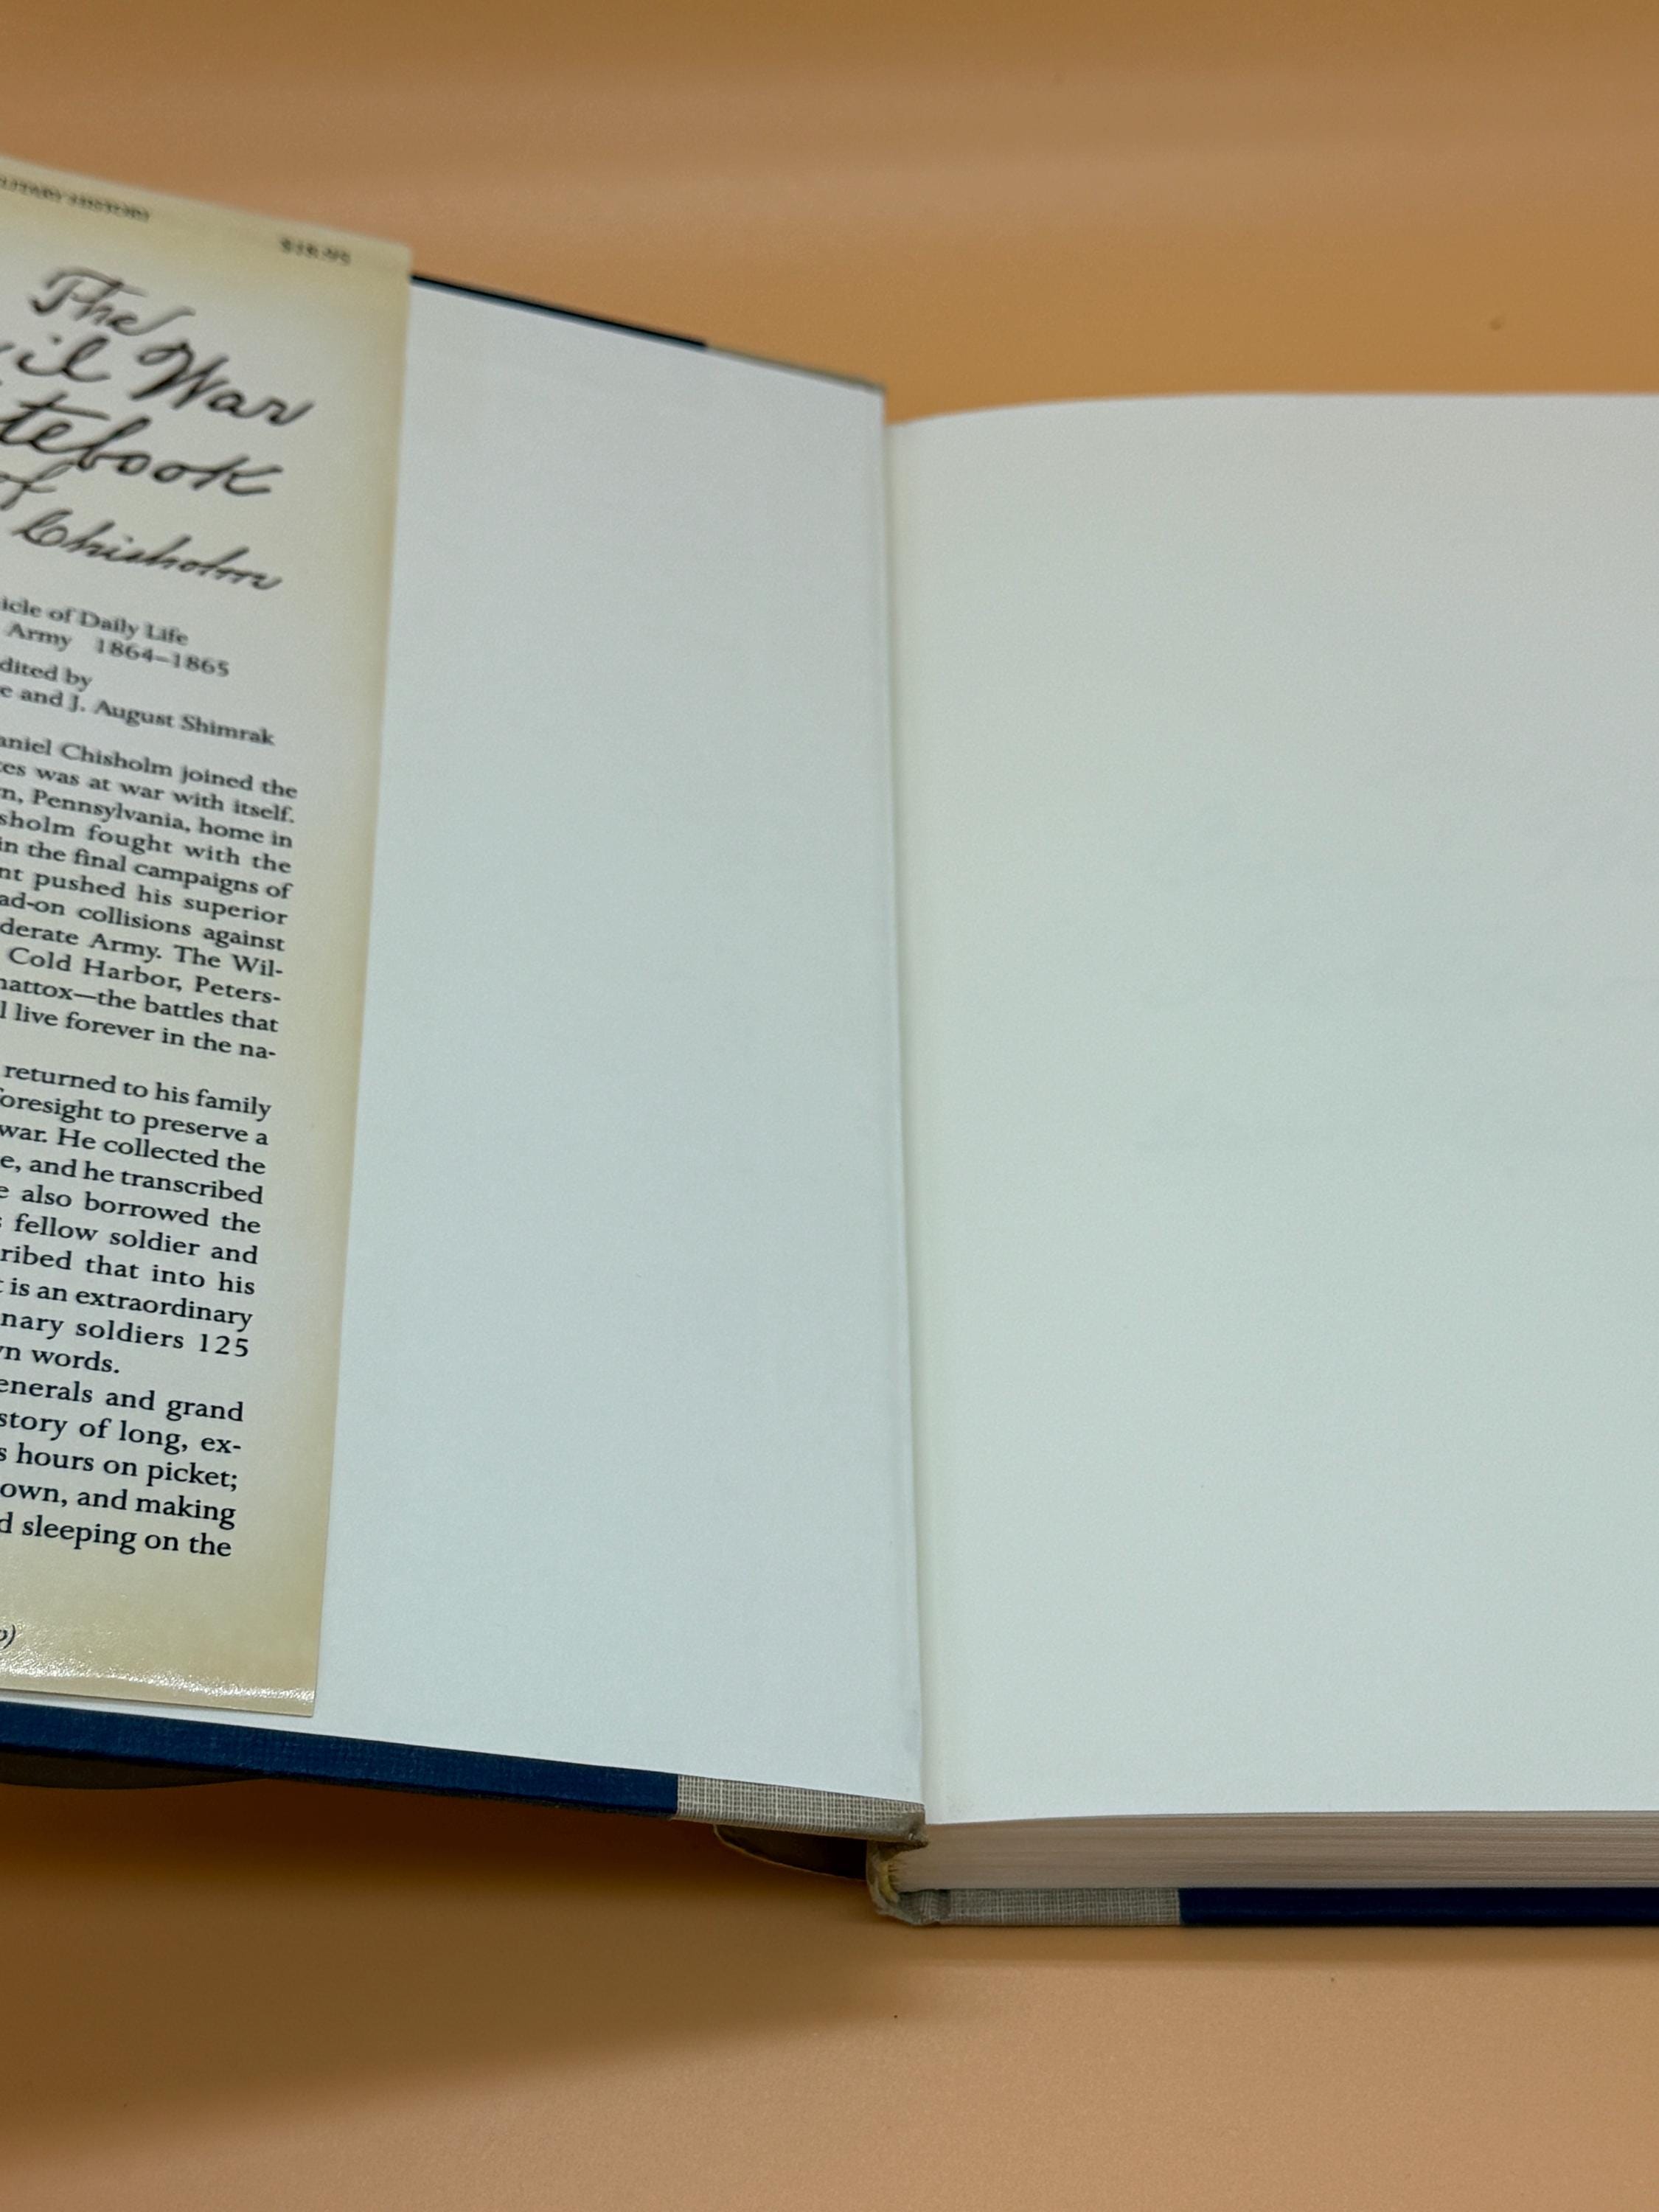 HISTORY
$18.95
The
il War
tebook
of
Chisholm
icle of Daily Life
Army 1864–1865
dited by
e and J. August Shimrak
aniel Chisholm joined the
es was at war with itself.
n, Pennsylvania, home in
sholm fought with the
in the final campaigns of
nt pushed his superior
ad-on collisions against
derate Army. The Wil-
Cold Harbor, Peters-
mattox—the battles that
l live forever in the na-
returned to his family
oresight to preserve a
war. He collected the
e, and he transcribed
e also borrowed the
s fellow soldier and
ribed that into his
t is an extraordinary
nary soldiers 125
vn words.
enerals and grand
story of long, ex-
s hours on picket;
own, and making
d sleeping on the